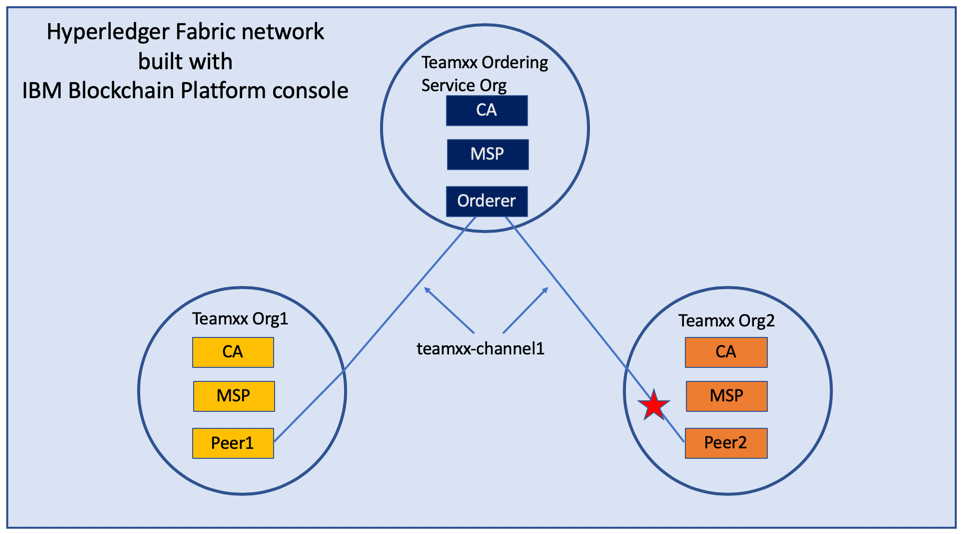 Hyperledger Fabric network
built with
IBM Blockchain Platform console
Teamxx Ordering
Service Org
CA
MSP
Orderer
teamxx-channel1
Teamxx Org1
CA
MSP
Peer1
Teamxx Org2
CA
MSP
Peer2